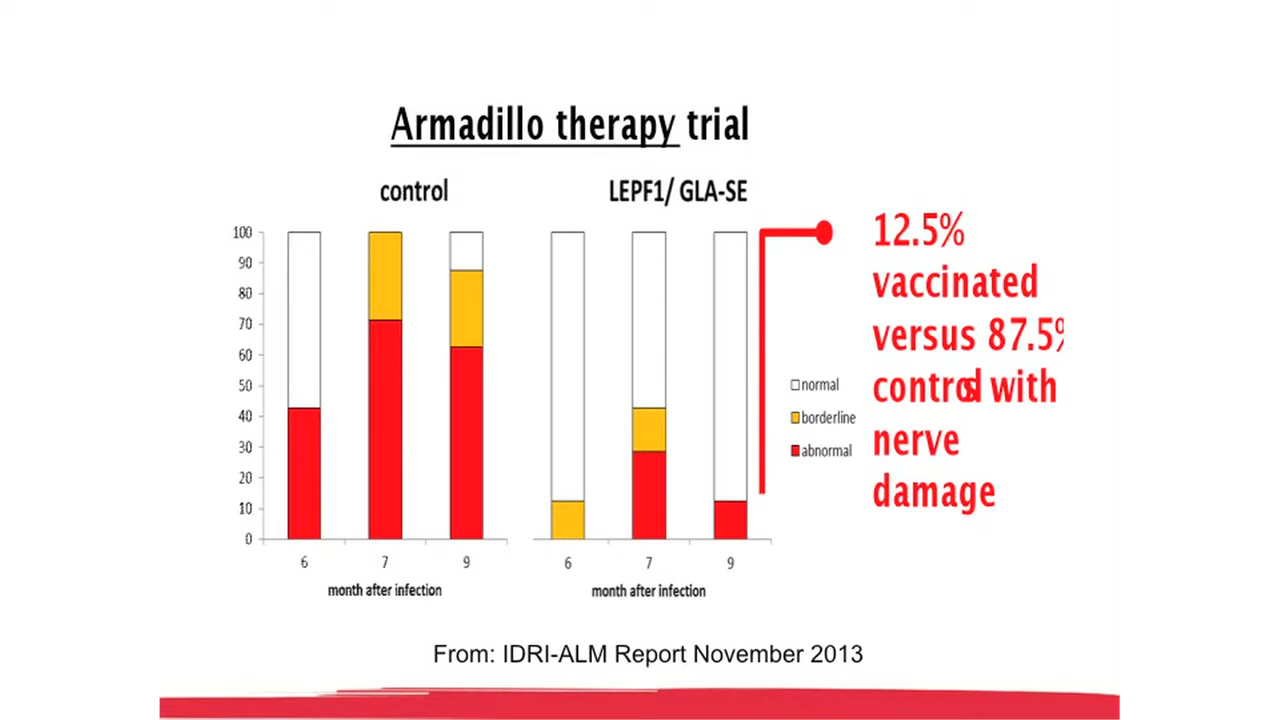 Armadillo therapy trial
control
LEPF1/ GLA-SE
100
90
80
70
60
50
40
30
20
10
0
6 7 9
month after infection
6 7 9
month after infection
normal
borderline
abnormal
12.5%
vaccinated
versus 87.5%
controls with
nerve
damage
From: IDRI-ALM Report November 2013